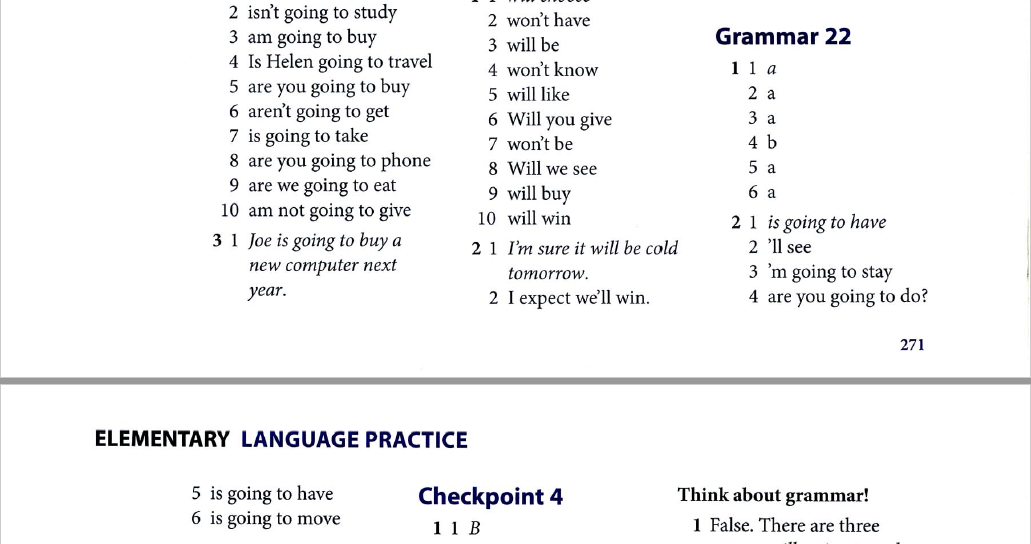 2 isn't going to study
3 am going to buy
4 Is Helen going to travel
5 are you going to buy
6 aren't going to get
7 is going to take
8 are you going to phone
9 are we going to eat
10 am not going to give
3 1 Joe is going to buy a
new computer next
year.
2 won't have
3 will be
4 won't know
5 will like
6 Will you give
7 won't be
8 Will we see
9 will buy
10 will win
2 1 I'm sure it will be cold
tomorrow.
2 I expect we'll win.
Grammar 22
1 1 a
2 a
3 a
4 b
5 a
6 a
2 1 is going to have
2 'll see
3 'm going to stay
4 are you going to do?
271
ELEMENTARY LANGUAGE PRACTICE
5 is going to have
6 is going to move
Checkpoint 4
1 1 B
Think about grammar!
1 False. There are three